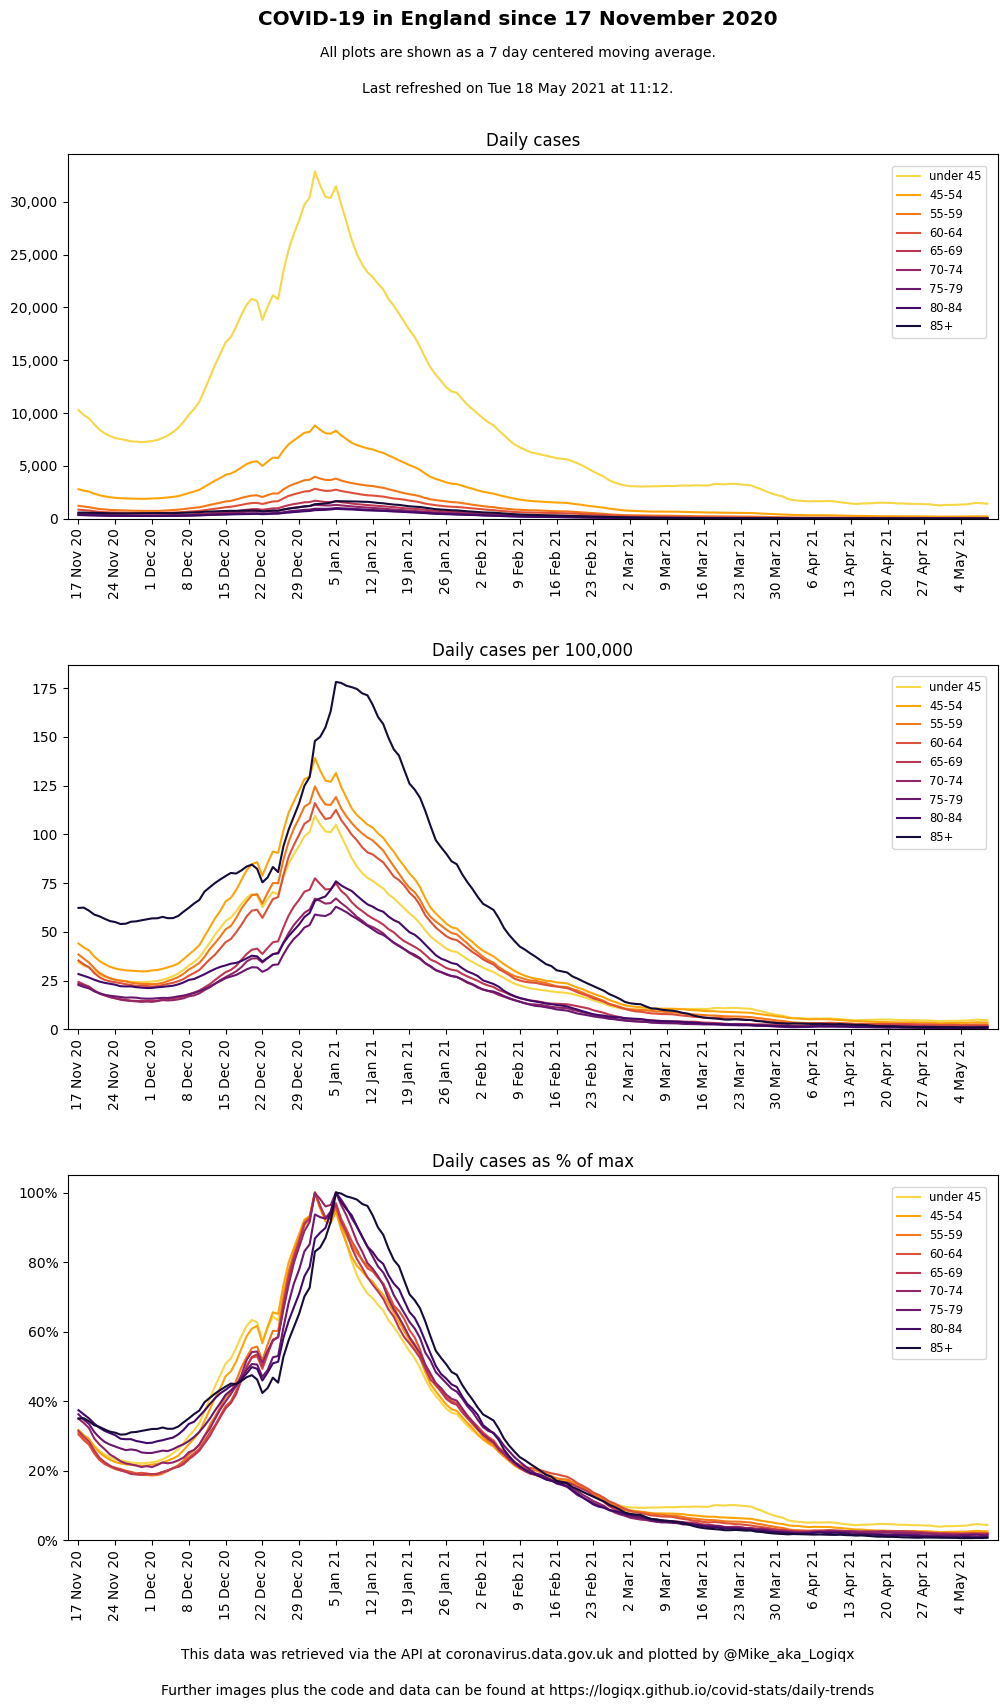 COVID-19 in England since 17 November 2020
All plots are shown as a 7 day centered moving average.
Last refreshed on Tue 18 May 2021 at 11:12.
Daily cases
30,000
25,000
20,000
15,000
10,000
5,000
0
under 45
45-54
55-59
60-64
65-69
70-74
75-79
80-84
85+
17 Nov 20
24 Nov 20
1 Dec 20
8 Dec 20
15 Dec 20
22 Dec 20
29 Dec 20
5 Jan 21
12 Jan 21
19 Jan 21
26 Jan 21
2 Feb 21
9 Feb 21
16 Feb 21
23 Feb 21
2 Mar 21
9 Mar 21
16 Mar 21
23 Mar 21
30 Mar 21
6 Apr 21
13 Apr 21
20 Apr 21
27 Apr 21
4 May 21
Daily cases per 100,000
175
150
125
100
75
50
25
0
under 45
45-54
55-59
60-64
65-69
70-74
75-79
80-84
85+
17 Nov 20
24 Nov 20
1 Dec 20
8 Dec 20
15 Dec 20
22 Dec 20
29 Dec 20
5 Jan 21
12 Jan 21
19 Jan 21
26 Jan 21
2 Feb 21
9 Feb 21
16 Feb 21
23 Feb 21
2 Mar 21
9 Mar 21
16 Mar 21
23 Mar 21
30 Mar 21
6 Apr 21
13 Apr 21
20 Apr 21
27 Apr 21
4 May 21
Daily cases as % of max
100%
80%
60%
40%
20%
0%
under 45
45-54
55-59
60-64
65-69
70-74
75-79
80-84
85+
17 Nov 20
24 Nov 20
1 Dec 20
8 Dec 20
15 Dec 20
22 Dec 20
29 Dec 20
5 Jan 21
12 Jan 21
19 Jan 21
26 Jan 21
2 Feb 21
9 Feb 21
16 Feb 21
23 Feb 21
2 Mar 21
9 Mar 21
16 Mar 21
23 Mar 21
30 Mar 21
6 Apr 21
13 Apr 21
20 Apr 21
27 Apr 21
4 May 21
This data was retrieved via the API at coronavirus.data.gov.uk and plotted by @Mike_aka_Logiqx
Further images plus the code and data can be found at https://logiqx.github.io/covid-stats/daily-trends